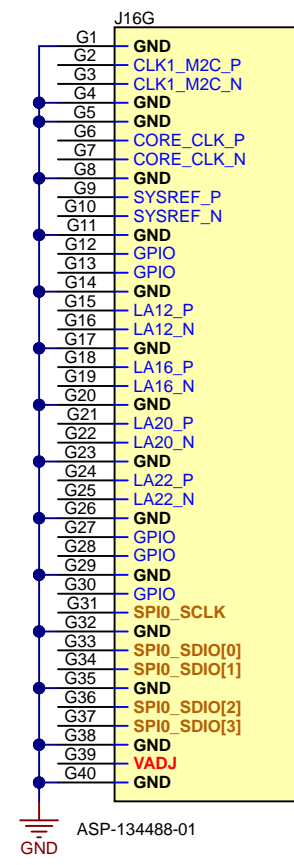 J16G
G1 GND
G2 CLK1_M2C_P
G3 CLK1_M2C_N
G4 GND
G5 GND
G6 CORE_CLK_P
G7 CORE_CLK_N
G8 GND
G9 SYSREF_P
G10 SYSREF_N
G11 GND
G12 GPIO
G13 GPIO
G14 GND
G15 LA12_P
G16 LA12_N
G17 GND
G18 LA16_P
G19 LA16_N
G20 GND
G21 LA20_P
G22 LA20_N
G23 GND
G24 LA22_P
G25 LA22_N
G26 GND
G27 GPIO
G28 GPIO
G29 GND
G30 GPIO
G31 SPI0_SCLK
G32 GND
G33 SPI0_SDIO[0]
G34 SPI0_SDIO[1]
G35 GND
G36 SPI0_SDIO[2]
G37 SPI0_SDIO[3]
G38 GND
G39 VADJ
G40 GND
ASP-134488-01
GND